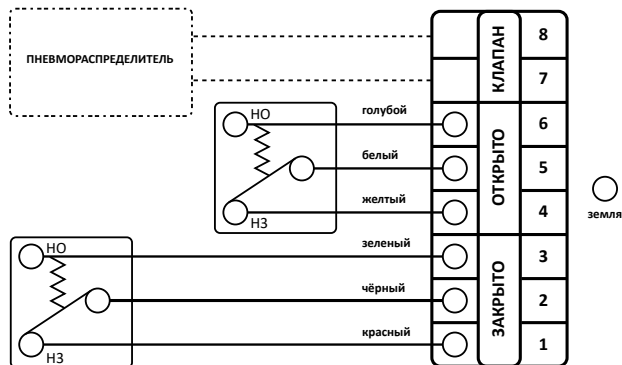 ПНЕВМОРАСПРЕДЕЛИТЕЛЬ
КЛАПАН
8
7
НО
голубой
6
белый
ОТКРЫТО
5
желтый
4
НЗ
земля
НО
зеленый
3
чёрный
ЗАКРЫТО
2
красный
1
НЗ